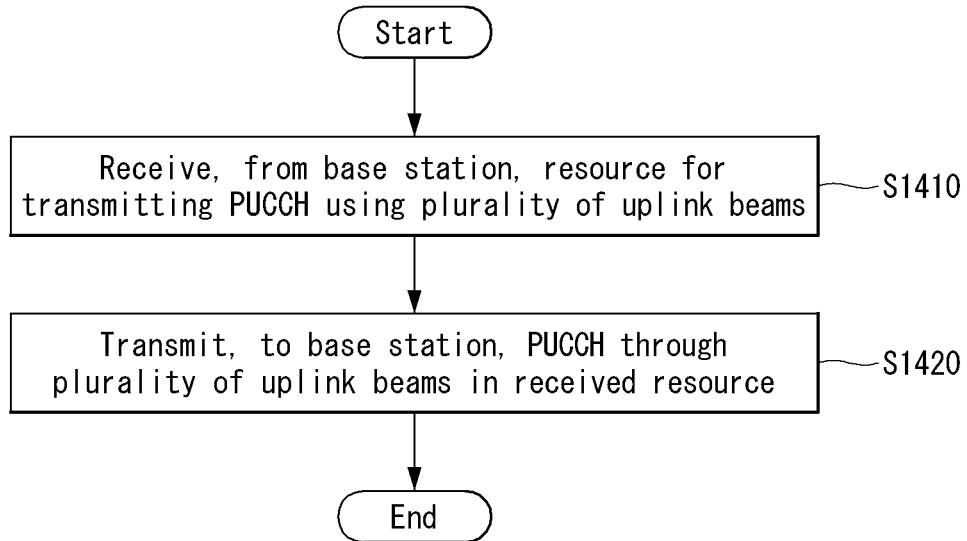 Start
Receive, from base station, resource for
transmitting PUCCH using plurality of uplink beams
S1410
Transmit, to base station, PUCCH through
plurality of uplink beams in received resource
S1420
End